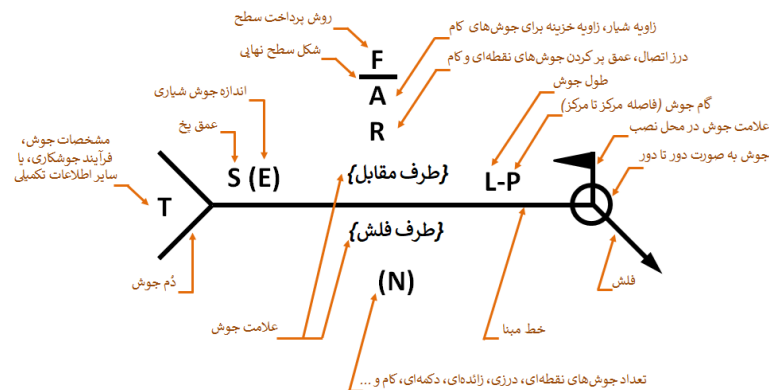 روش پرداخت سطح
شکل سطح نهایی
F
A
R
زاویه شیار، زاویه خزینه برای جوش‌های کام
درز اتصال، عمق پر کردن جوش‌های نقطه‌ای و کام
طول جوش
گام جوش (فاصله مرکز تا مرکز)
علامت جوش در محل نصب
جوش به صورت دور تا دور
اندازه جوش شیاری
عمق پخ
مشخصات جوش،
فرآیند جوشکاری، یا
سایر اطلاعات تکمیلی
T
S (E)
{طرف مقابل}
L-P
{طرف فلش}
(N)
دُم جوش
علامت جوش
خط مبنا
فلش
تعداد جوش‌های نقطه‌ای، درزی، زائده‌ای، دکمه‌ای، کام و ...